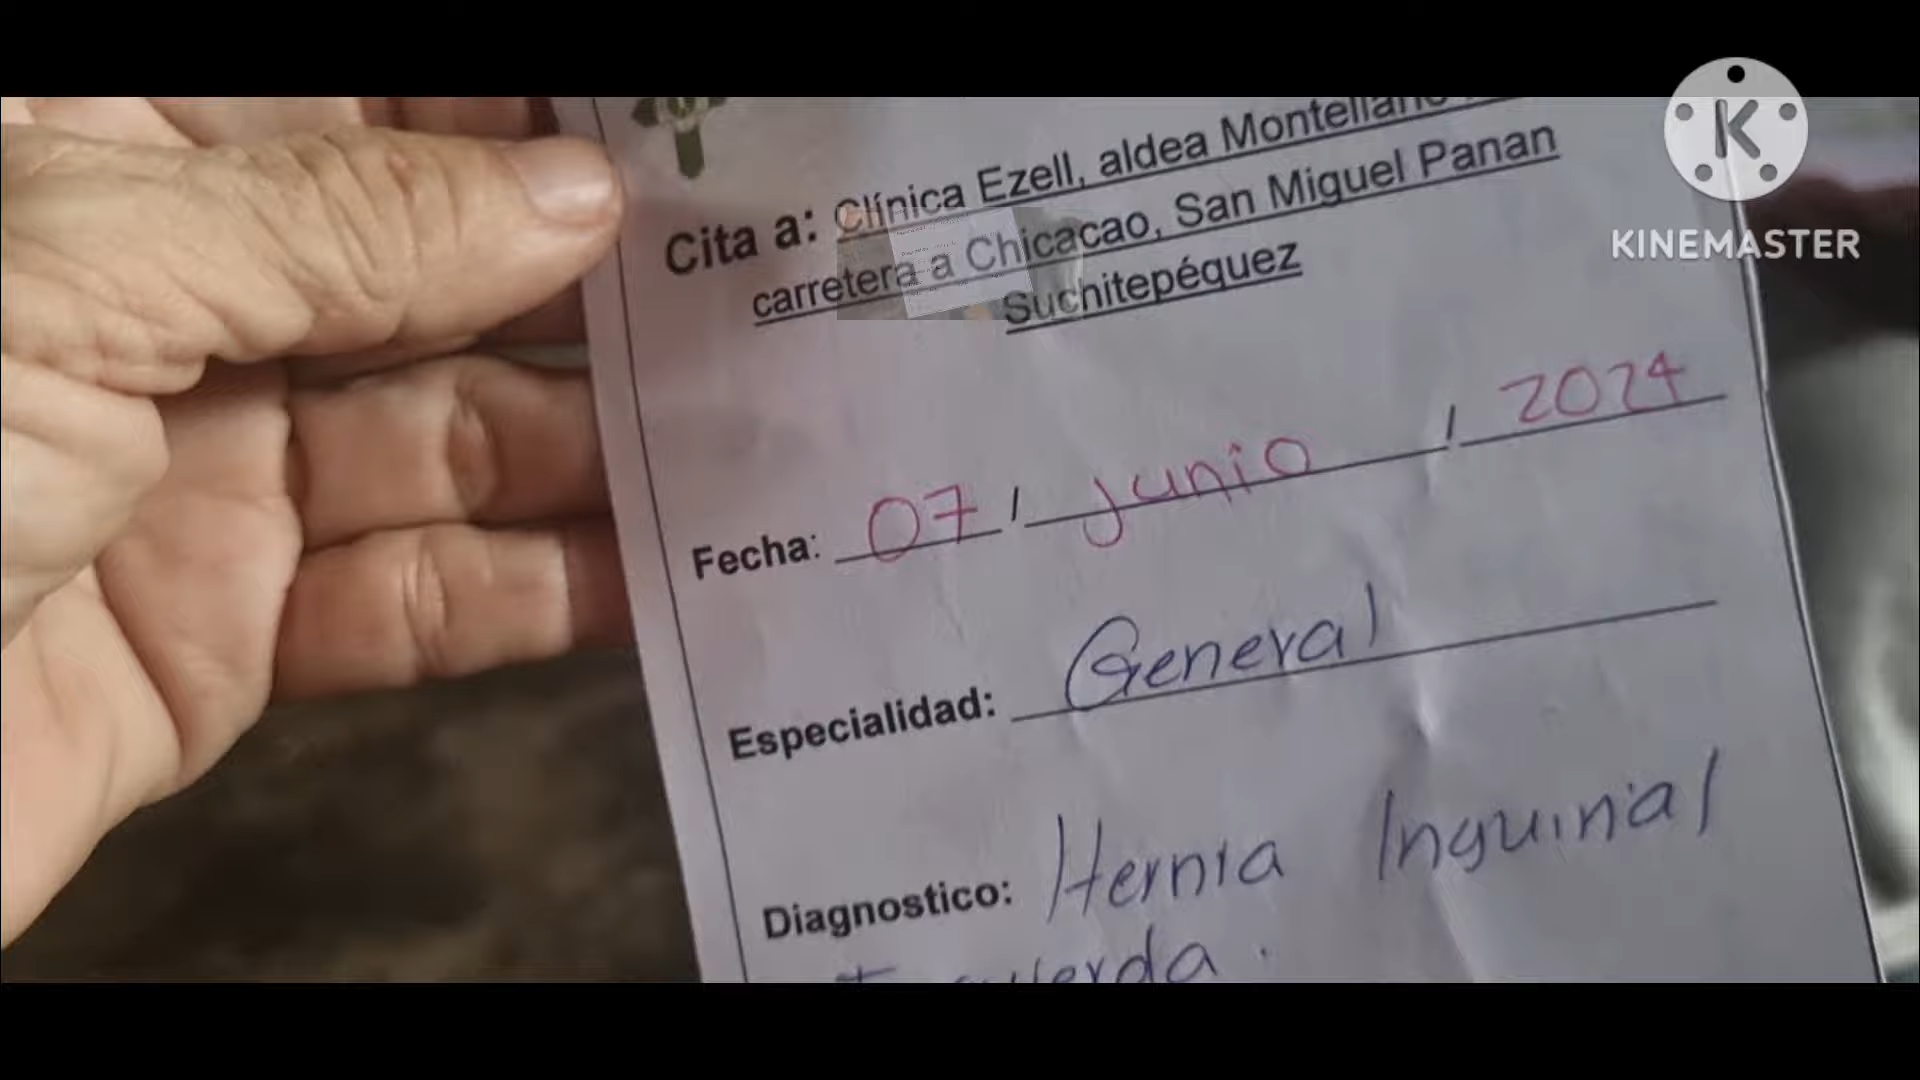 Cita a: Clínica Ezell, aldea Montellano
carretera a Chicacao, San Miguel Panan
Suchitepéquez
Fecha: 07 / junio / 2024
Especialidad: General
Diagnostico: Hernia Inguinal
Izquierda.
K
KINEMASTER